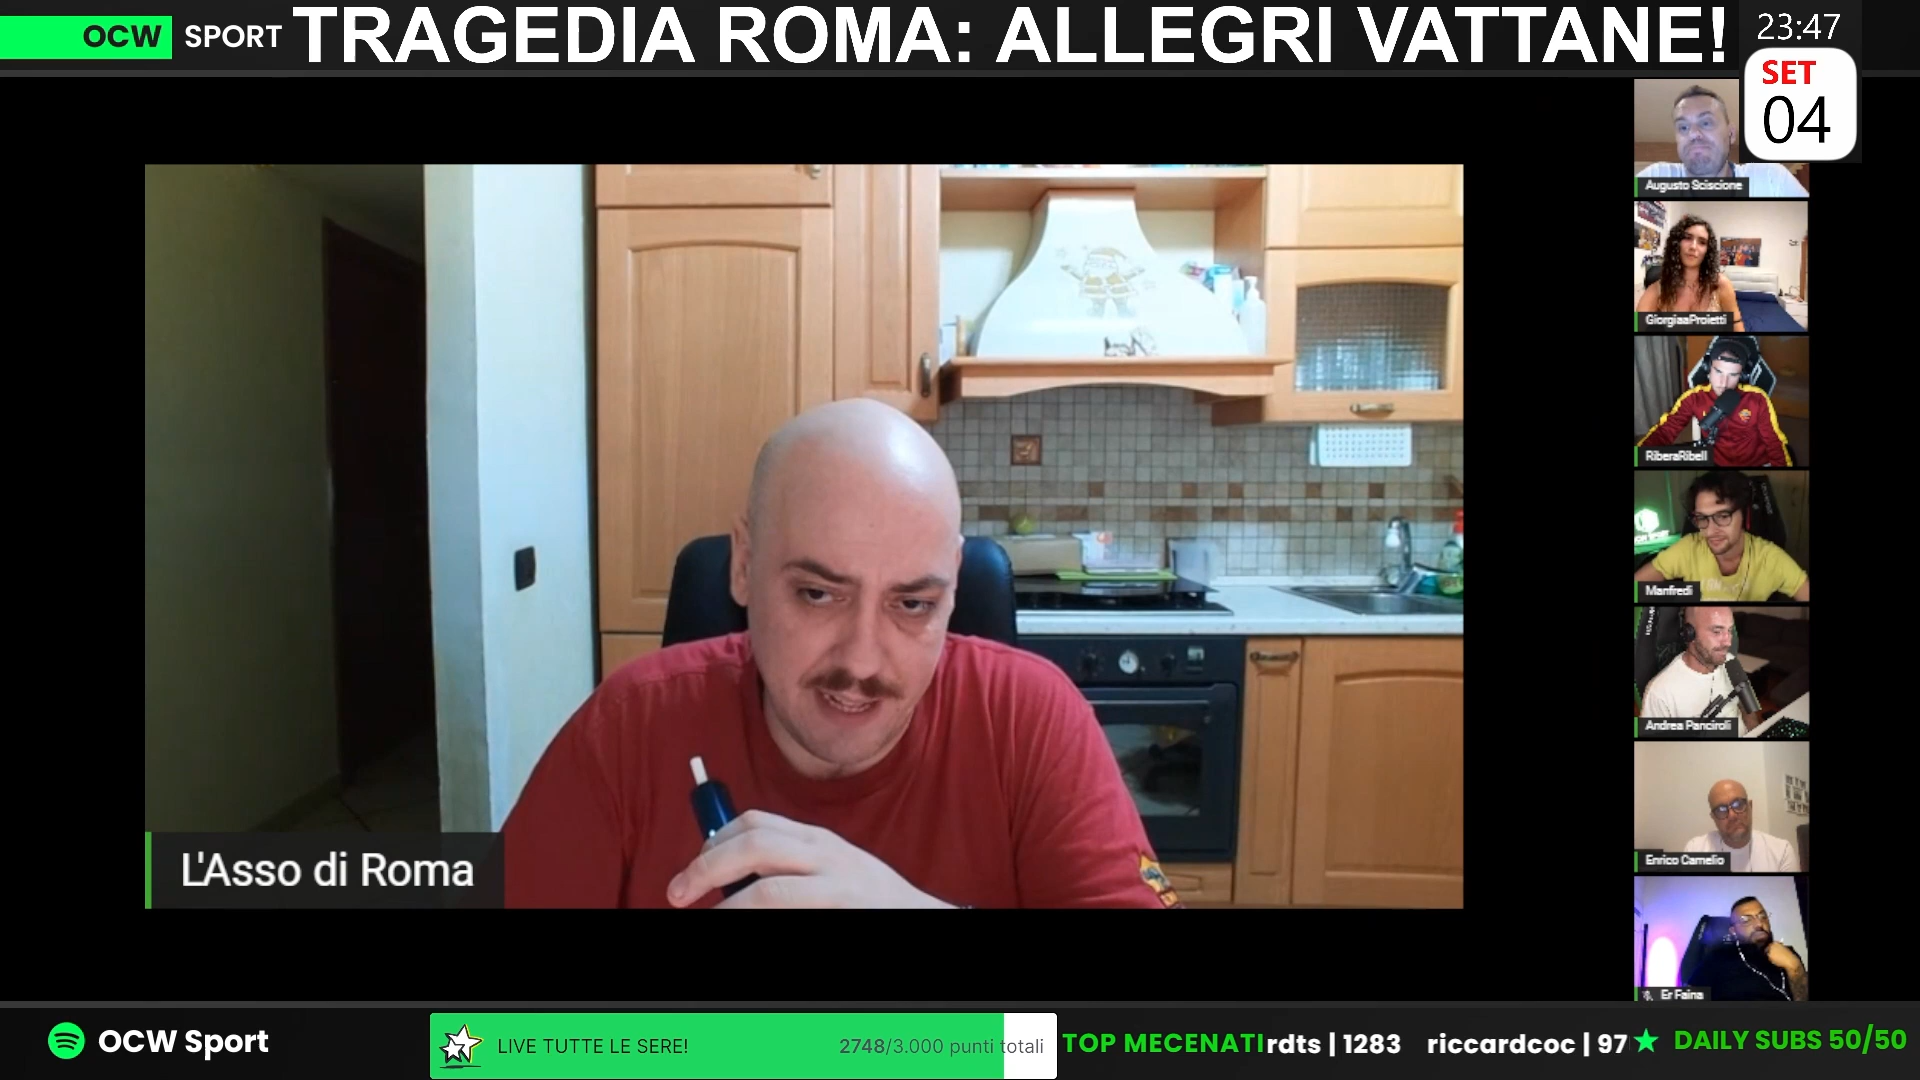 OCW SPORT TRAGEDIA ROMA: ALLEGRI VATTANE! 23:47
SET
04
Augusto Sciscione
GiorgiaaProietti
RiberaRibell
Manfredi
Andrea Panciroli
Enrico Camelio
Er Faina
L'Asso di Roma
OCW Sport
LIVE TUTTE LE SERE! 2748/3.000 punti totali
TOP MECENATI rdts | 1283 riccardcoc | 97
DAILY SUBS 50/50